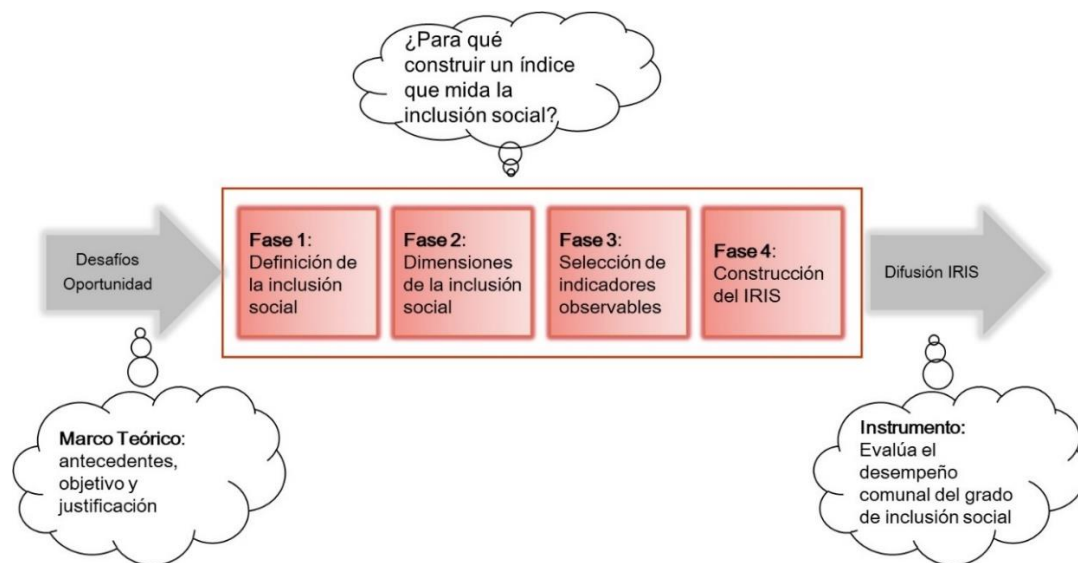 ¿Para qué
construir un índice
que mida la
inclusión social?
Desafíos
Oportunidad
Fase 1:
Definición de
la inclusión
social
Fase 2:
Dimensiones
de la inclusión
social
Fase 3:
Selección de
indicadores
observables
Fase 4:
Construcción
del IRIS
Difusión IRIS
Marco Teórico:
antecedentes,
objetivo y
justificación
Instrumento:
Evalúa el
desempeño
comunal del grado
de inclusión social